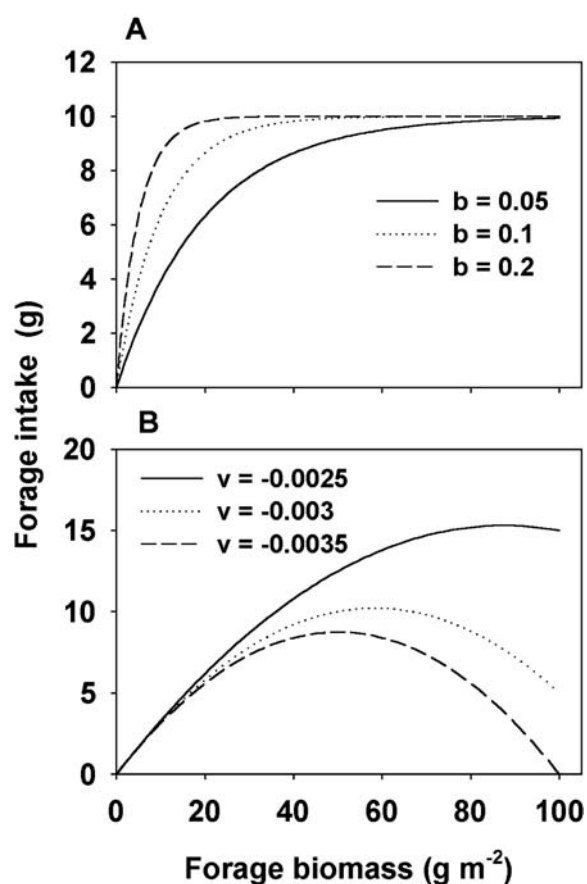 A
12
10
8
6
4
2
0
b = 0.05
b = 0.1
b = 0.2
Forage intake (g)
B
20
15
10
5
0
v = -0.0025
v = -0.003
v = -0.0035
0 20 40 60 80 100
Forage biomass (g m⁻²)